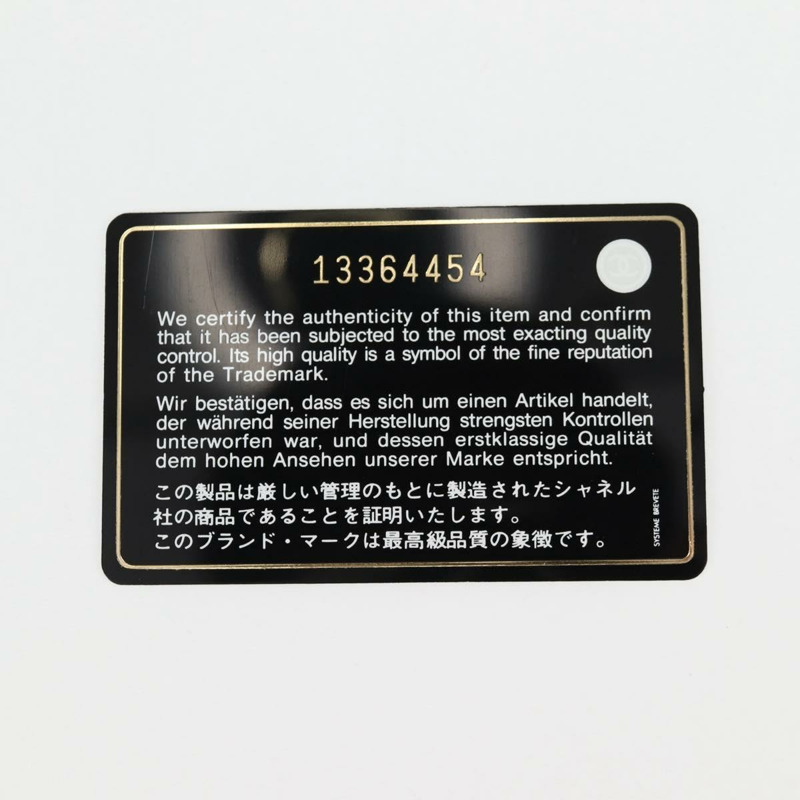 13364454
We certify the authenticity of this item and confirm
that it has been subjected to the most exacting quality
control. Its high quality is a symbol of the fine reputation
of the Trademark.
Wir bestätigen, dass es sich um einen Artikel handelt,
der während seiner Herstellung strengsten Kontrollen
unterworfen war, und dessen erstklassige Qualität
dem hohen Ansehen unserer Marke entspricht.
この製品は厳しい管理のもとに製造されたシャネル
社の商品であることを証明いたします。
このブランド・マークは最高級品質の象徴です。
SYSTEME BREVETE